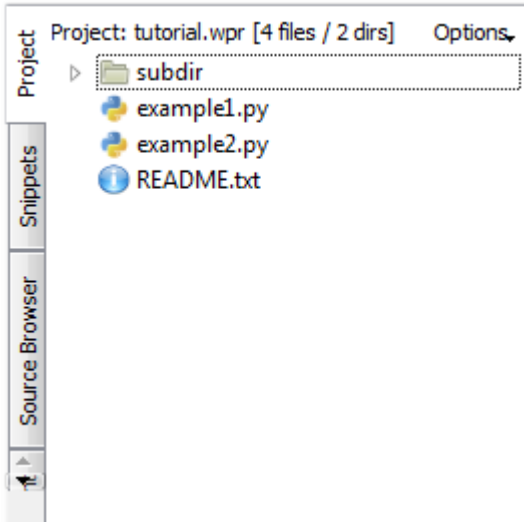 Project: tutorial.wpr [4 files / 2 dirs] Options
Project
subdir
example1.py
example2.py
README.txt
Snippets
Source Browser